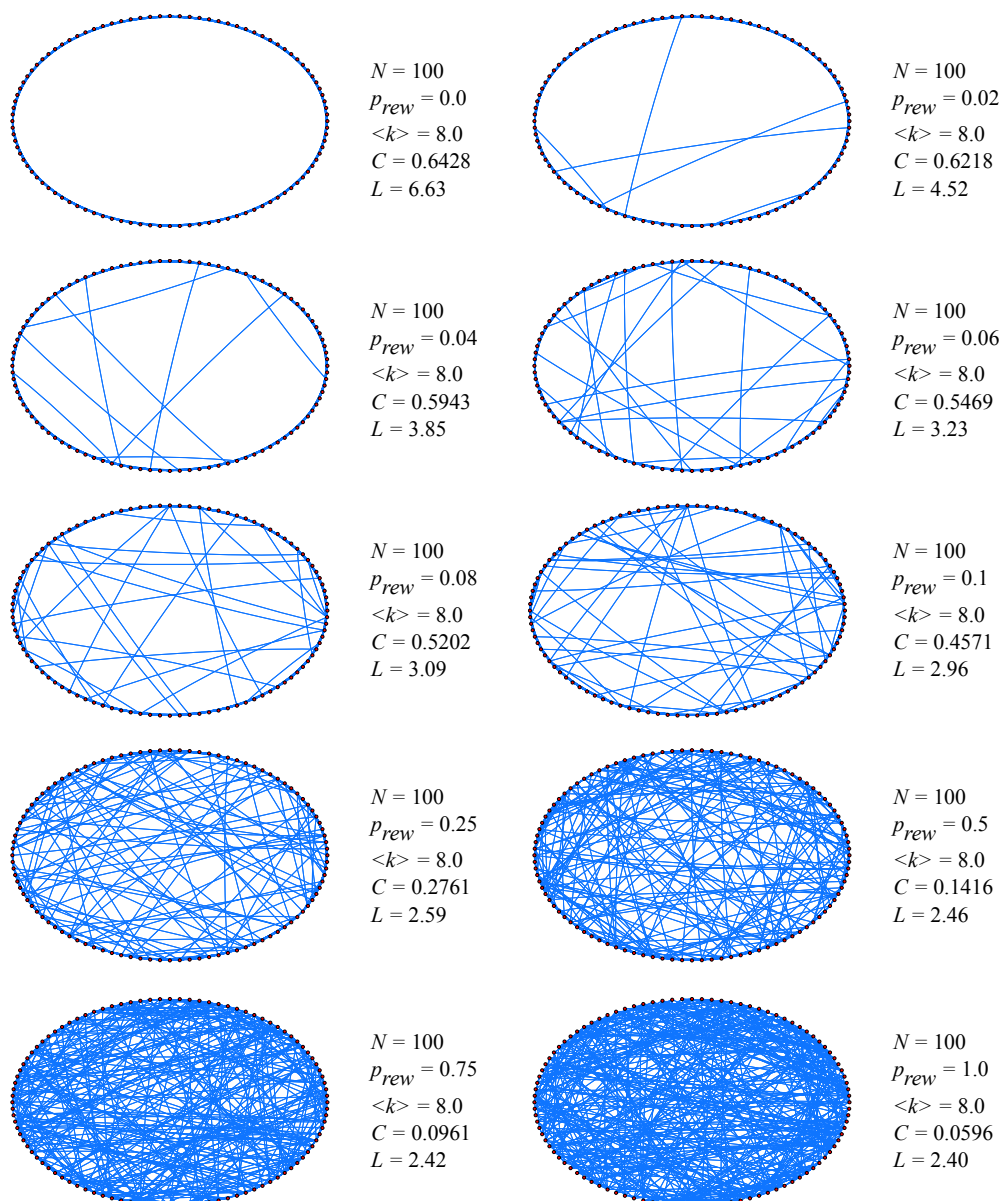 N = 100
p_rew = 0.0
<k> = 8.0
C = 0.6428
L = 6.63
N = 100
p_rew = 0.02
<k> = 8.0
C = 0.6218
L = 4.52
N = 100
p_rew = 0.04
<k> = 8.0
C = 0.5943
L = 3.85
N = 100
p_rew = 0.06
<k> = 8.0
C = 0.5469
L = 3.23
N = 100
p_rew = 0.08
<k> = 8.0
C = 0.5202
L = 3.09
N = 100
p_rew = 0.1
<k> = 8.0
C = 0.4571
L = 2.96
N = 100
p_rew = 0.25
<k> = 8.0
C = 0.2761
L = 2.59
N = 100
p_rew = 0.5
<k> = 8.0
C = 0.1416
L = 2.46
N = 100
p_rew = 0.75
<k> = 8.0
C = 0.0961
L = 2.42
N = 100
p_rew = 1.0
<k> = 8.0
C = 0.0596
L = 2.40